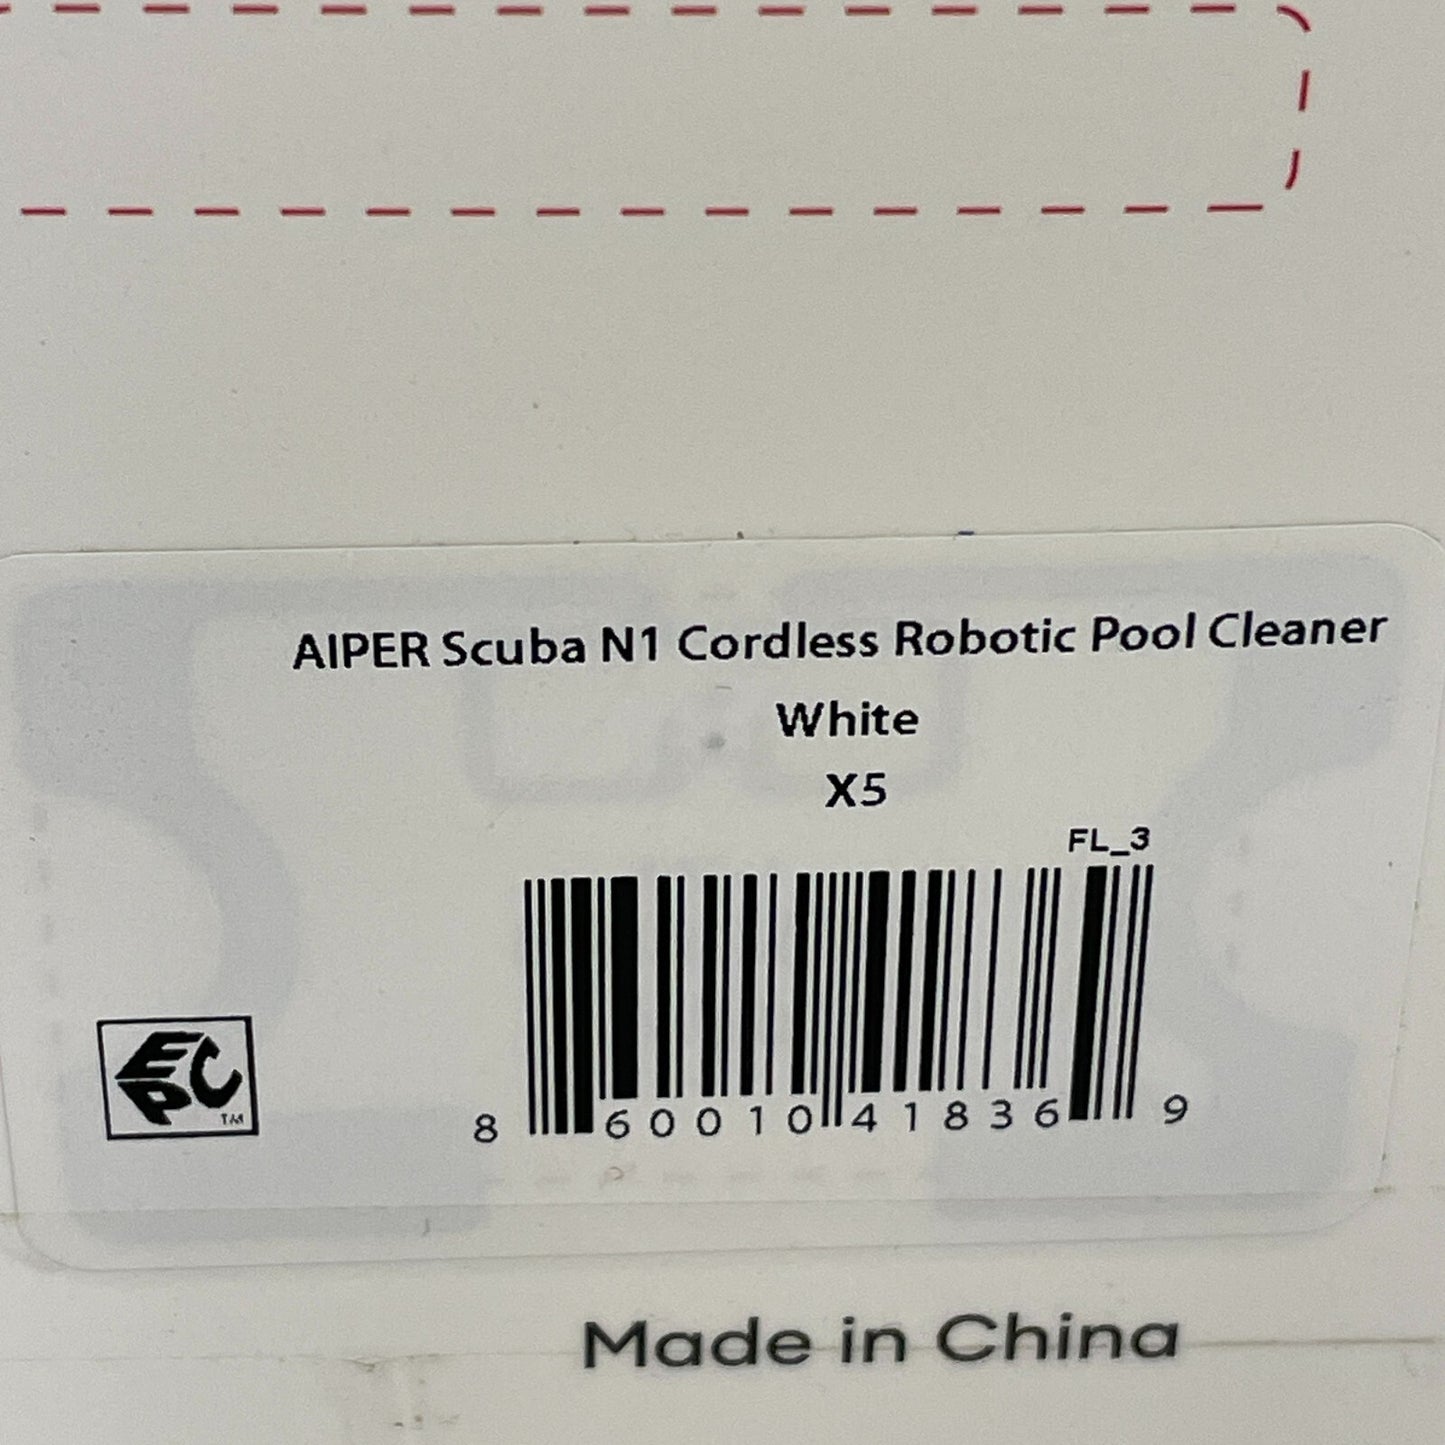 AIPER Scuba N1 Cordless Robotic Pool Cleaner
White
X5
FL_3
EPC TM
8 60010 41836 9
Made in China